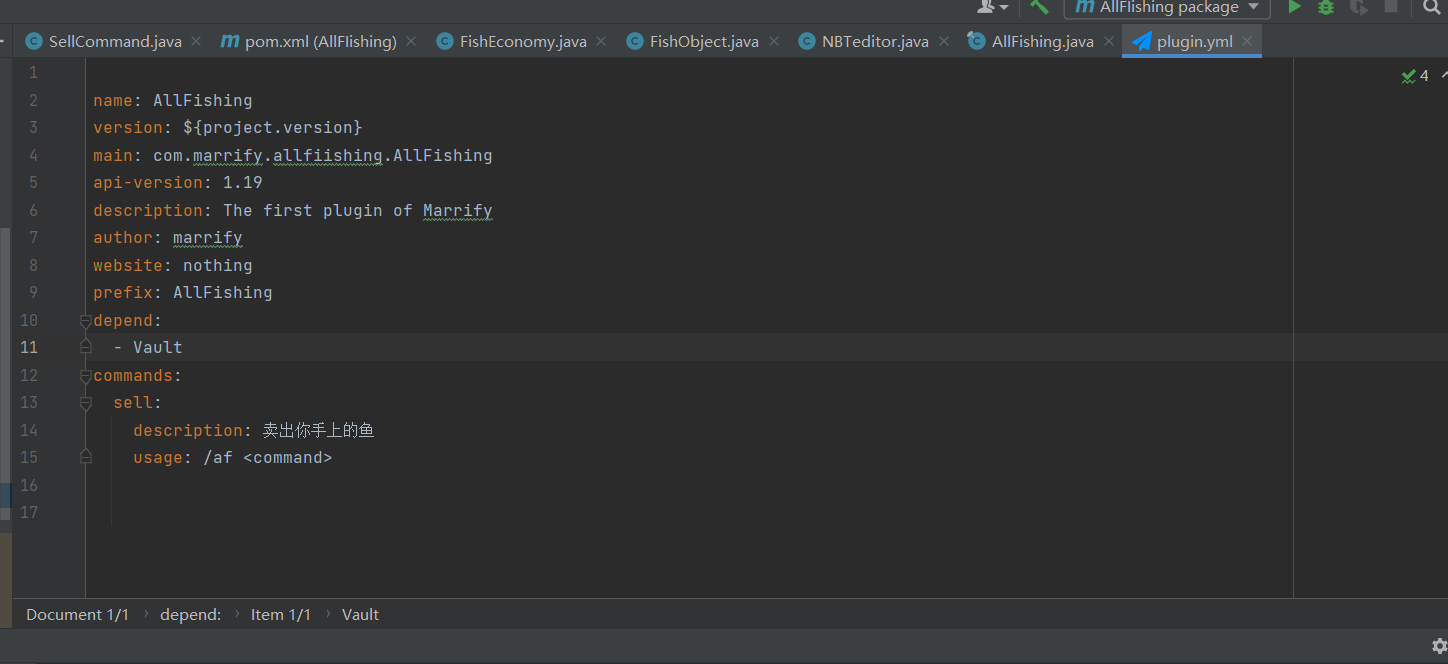 AllFIishing package
SellCommand.java
pom.xml (AllFIishing)
FishEconomy.java
FishObject.java
NBTeditor.java
AllFishing.java
plugin.yml
4
1
2 name: AllFishing
3 version: ${project.version}
4 main: com.marrify.allfiishing.AllFishing
5 api-version: 1.19
6 description: The first plugin of Marrify
7 author: marrify
8 website: nothing
9 prefix: AllFishing
10 depend:
11 - Vault
12 commands:
13 sell:
14 description: 卖出你手上的鱼
15 usage: /af <command>
16
17
Document 1/1 › depend: › Item 1/1 › Vault